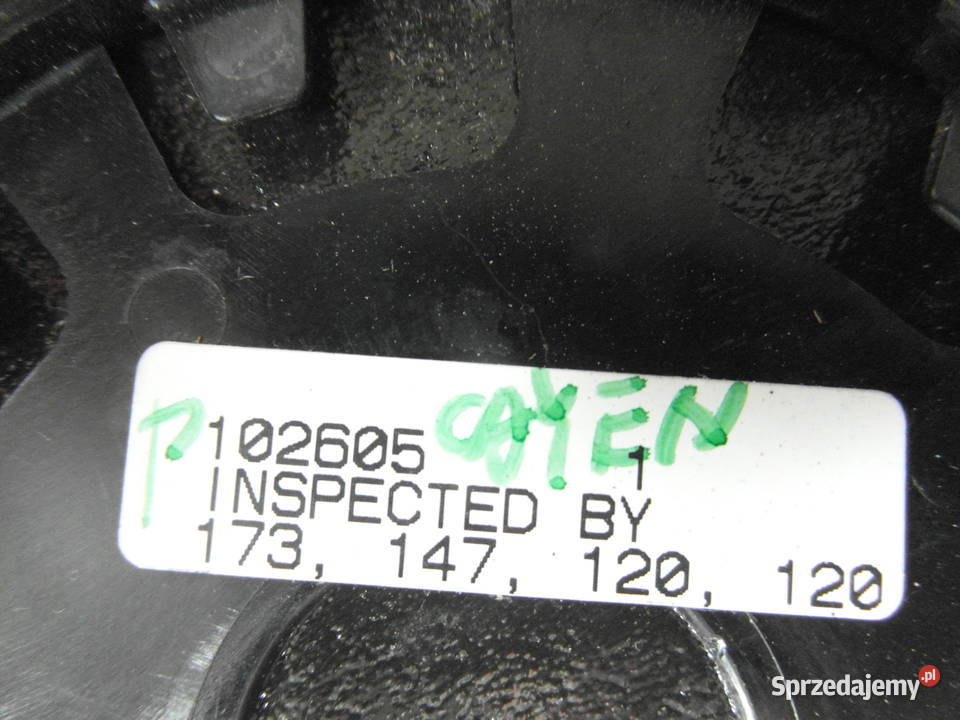 P CAYEN
102605 1
INSPECTED BY
173, 147, 120, 120
Sprzedajemy.pl